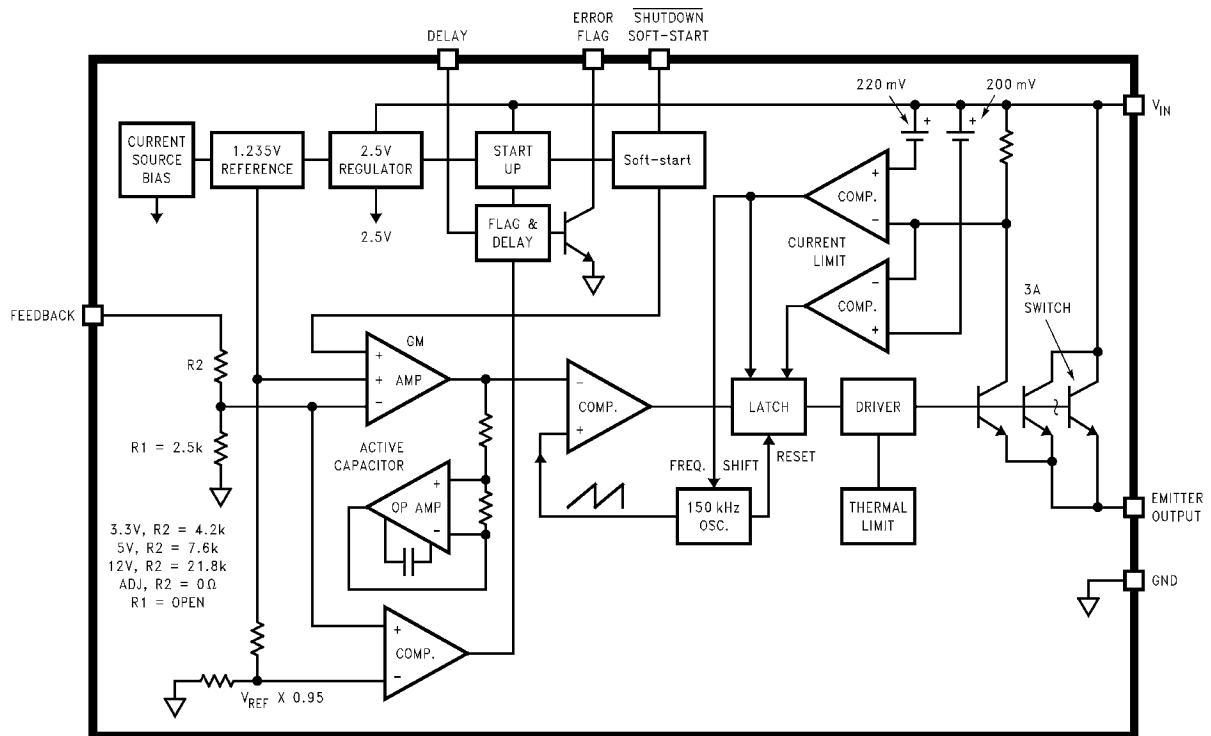 DELAY
ERROR
FLAG
SHUTDOWN
SOFT-START
220 mV
200 mV
VIN
CURRENT
SOURCE
BIAS
1.235V
REFERENCE
2.5V
REGULATOR
START
UP
Soft-start
+
+
+
COMP.
−
2.5V
FLAG &
DELAY
CURRENT
LIMIT
−
COMP.
+
3A
SWITCH
FEEDBACK
R2
GM
+
+
AMP
−
−
COMP.
+
LATCH
DRIVER
R1 = 2.5k
ACTIVE
CAPACITOR
+
OP AMP
−
FREQ. SHIFT
RESET
150 kHz
OSC.
THERMAL
LIMIT
EMITTER
OUTPUT
3.3V, R2 = 4.2k
5V, R2 = 7.6k
12V, R2 = 21.8k
ADJ, R2 = 0Ω
R1 = OPEN
GND
+
COMP.
−
VREF X 0.95